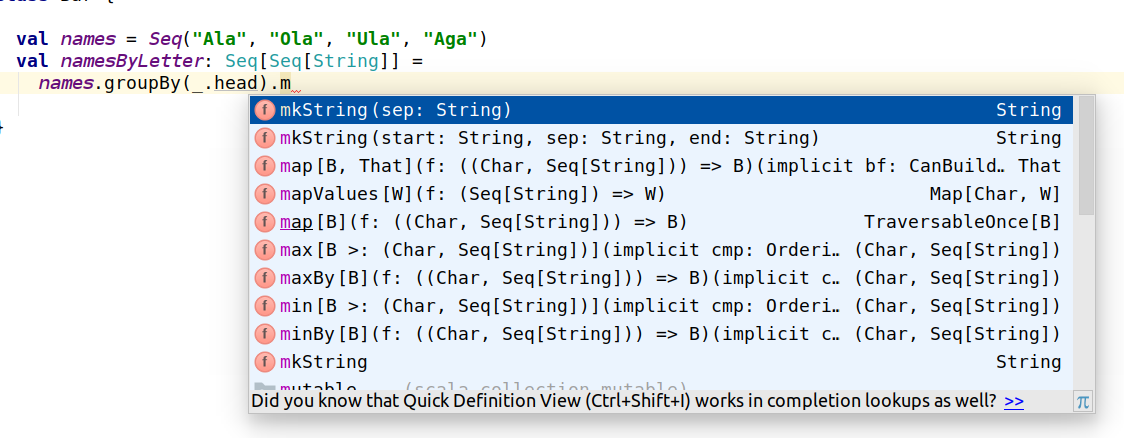 val names = Seq("Ala", "Ola", "Ula", "Aga")
val namesByLetter: Seq[Seq[String]] =
names.groupBy(_.head).m
f mkString(sep: String) String
f mkString(start: String, sep: String, end: String) String
f map[B, That](f: ((Char, Seq[String])) => B)(implicit bf: CanBuild… That
f mapValues[W](f: (Seq[String]) => W) Map[Char, W]
f map[B](f: ((Char, Seq[String])) => B) TraversableOnce[B]
f max[B >: (Char, Seq[String])](implicit cmp: Orderi… (Char, Seq[String])
f maxBy[B](f: ((Char, Seq[String])) => B)(implicit c… (Char, Seq[String])
f min[B >: (Char, Seq[String])](implicit cmp: Orderi… (Char, Seq[String])
f minBy[B](f: ((Char, Seq[String])) => B)(implicit c… (Char, Seq[String])
f mkString String
mutable (scala.collection.mutable)
Did you know that Quick Definition View (Ctrl+Shift+I) works in completion lookups as well? >> π
}